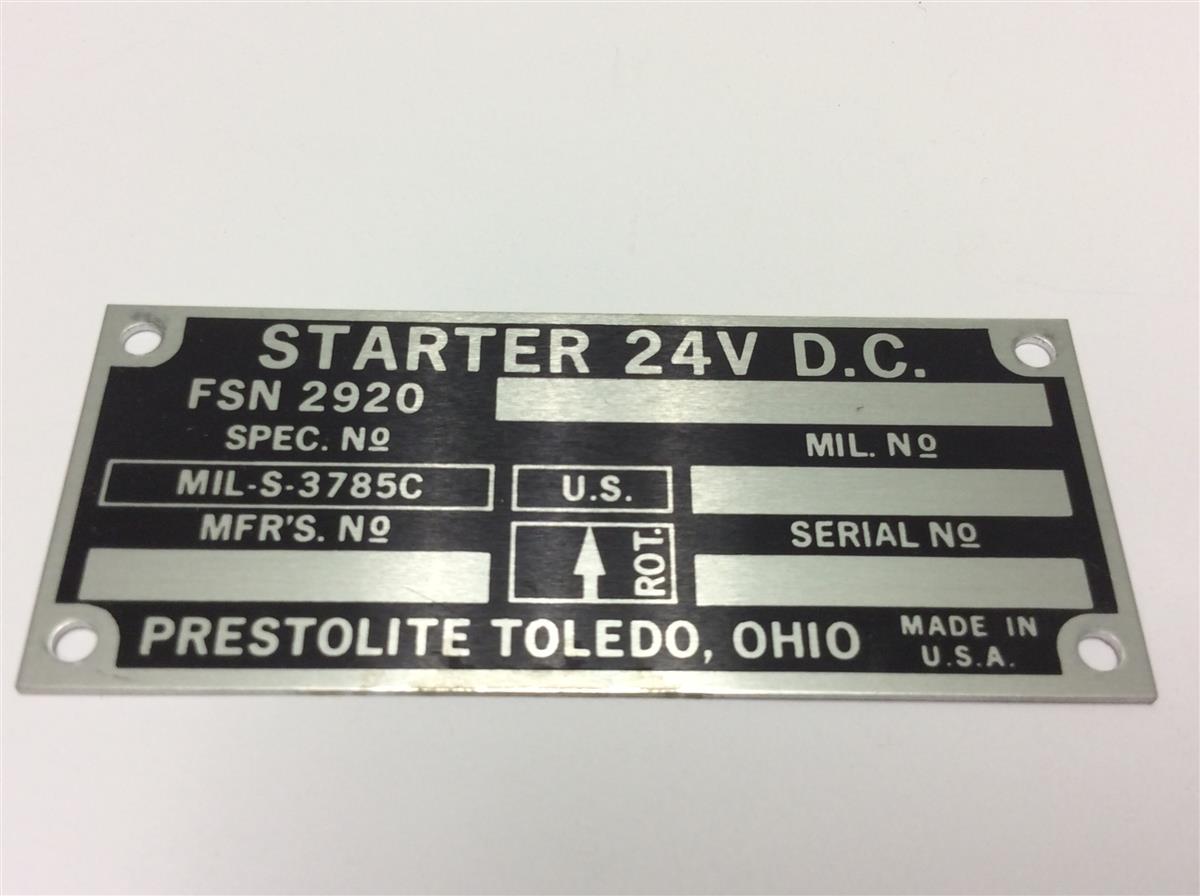 STARTER 24V D.C.
FSN 2920
SPEC. Nº MIL. Nº
MIL-S-3785C U.S.
MFR'S. Nº ROT. SERIAL Nº
PRESTOLITE TOLEDO, OHIO MADE IN
U.S.A.